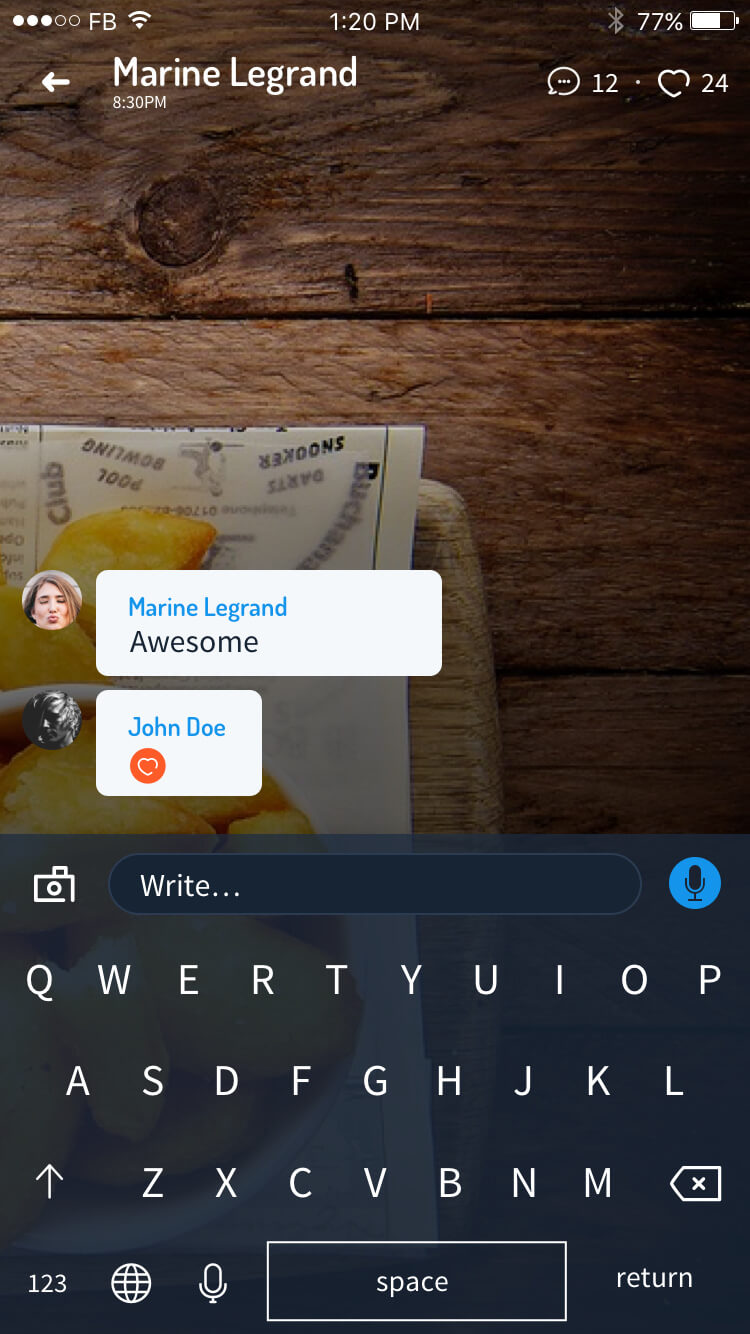 FB 1:20 PM 77%
Marine Legrand
8:30PM
12 · 24
SNOOKER
BOWLING
DARTS
POOL
Club
Marine Legrand
Awesome
John Doe
Write...
Q W E R T Y U I O P
A S D F G H J K L
Z X C V B N M
123 space return